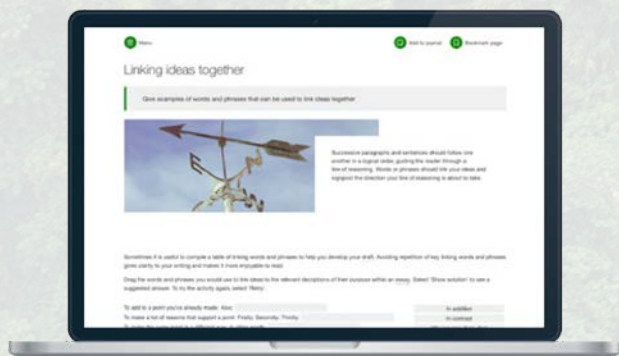 Menu
Add to journal
Bookmark page
Linking ideas together
Give examples of words and phrases that can be used to link ideas together
E
N
Successive paragraphs and sentences should follow one
another in a logical order, guiding the reader through a
line of reasoning. Words or phrases should link your ideas and
signpost the direction your line of reasoning is about to take
Sometimes it is useful to compile a table of linking words and phrases to help you develop your draft. Avoiding repetition of key linking words and phrases
gives clarity to your writing and makes it more enjoyable to read.
Drag the words and phrases you would use to link ideas to the relevant descriptions of their purpose within an essay. Select 'Show solution' to see a
suggested answer. To try the activity again, select 'Retry'.
To add to a point you've already made: Also;
In addition
To make a list of reasons that support a point: Firstly; Secondly; Thirdly
In contrast